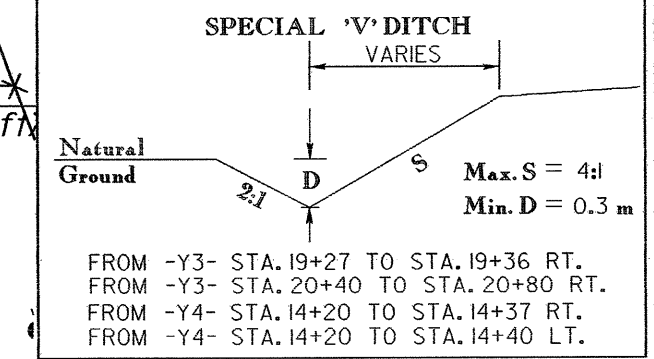 SPECIAL 'V' DITCH
VARIES
Natural
Ground
D
S
2:1
Max. S = 4:1
Min. D = 0.3 m
FROM -Y3- STA. 19+27 TO STA. 19+36 RT.
FROM -Y3- STA. 20+40 TO STA. 20+80 RT.
FROM -Y4- STA. 14+20 TO STA. 14+37 RT.
FROM -Y4- STA. 14+20 TO STA. 14+40 LT.